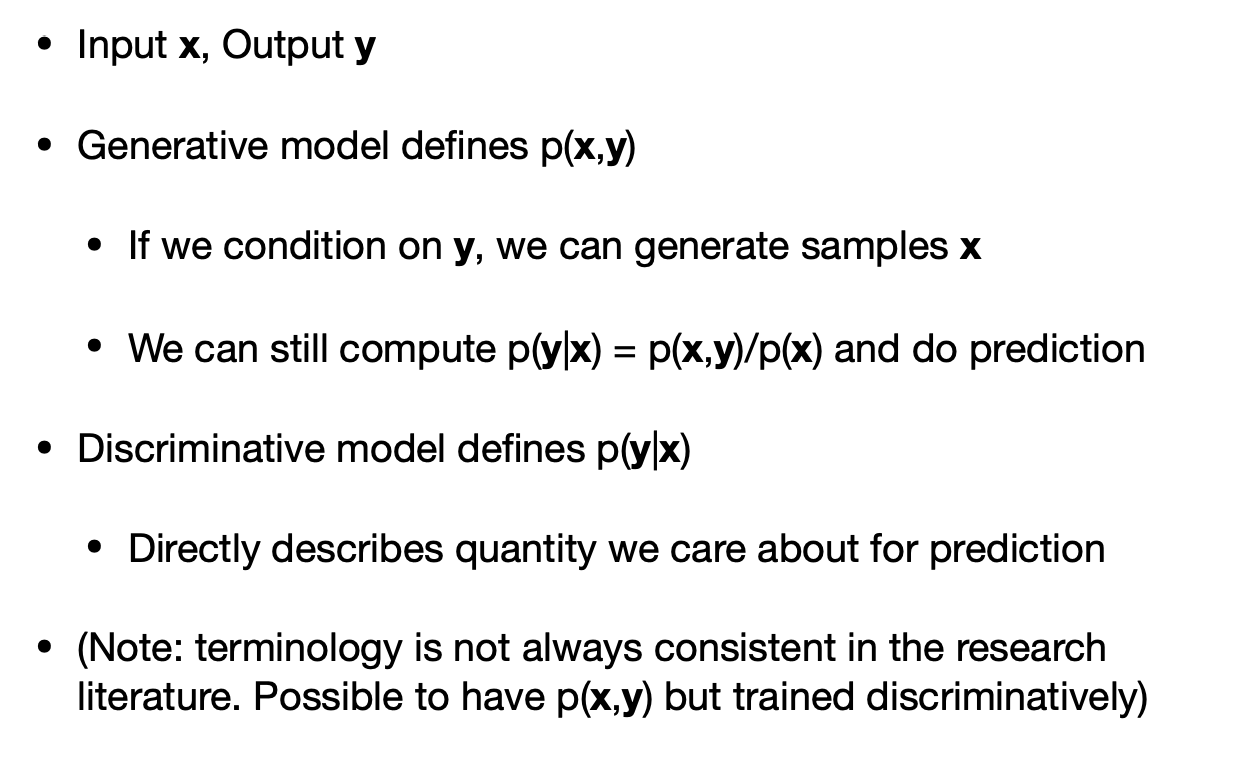 • Input x, Output y
• Generative model defines p(x,y)
• If we condition on y, we can generate samples x
• We can still compute p(y|x) = p(x,y)/p(x) and do prediction
• Discriminative model defines p(y|x)
• Directly describes quantity we care about for prediction
• (Note: terminology is not always consistent in the research
literature. Possible to have p(x,y) but trained discriminatively)